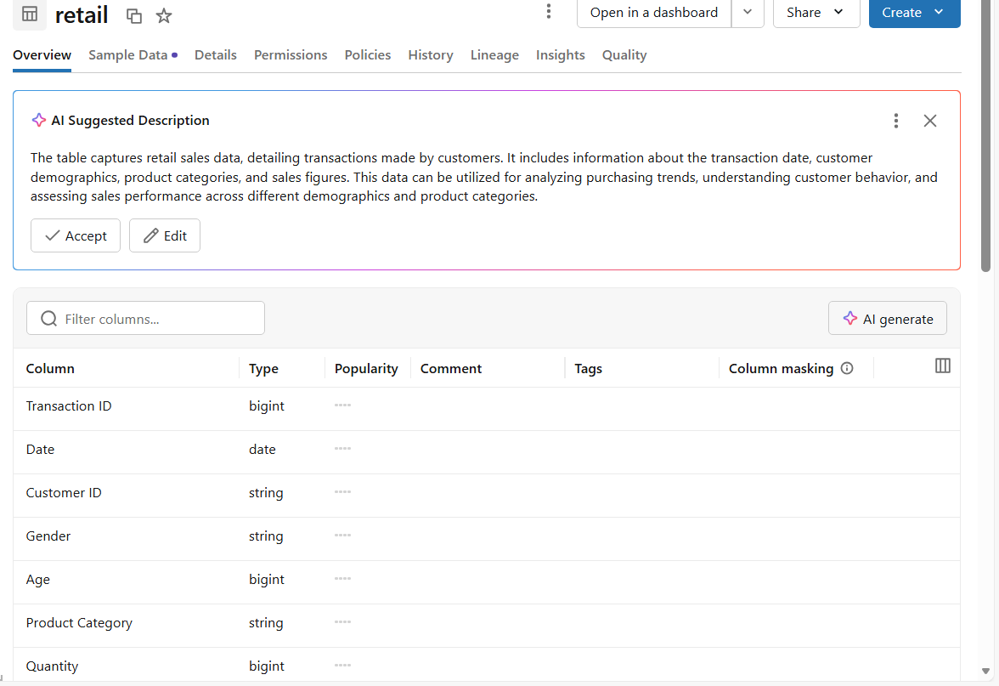 retail
Open in a dashboard
Share
Create
Overview Sample Data Details Permissions Policies History Lineage Insights Quality
AI Suggested Description
The table captures retail sales data, detailing transactions made by customers. It includes information about the transaction date, customer
demographics, product categories, and sales figures. This data can be utilized for analyzing purchasing trends, understanding customer behavior, and
assessing sales performance across different demographics and product categories.
Accept Edit
Filter columns... AI generate
Column Type Popularity Comment Tags Column masking
Transaction ID bigint
Date date
Customer ID string
Gender string
Age bigint
Product Category string
Quantity bigint